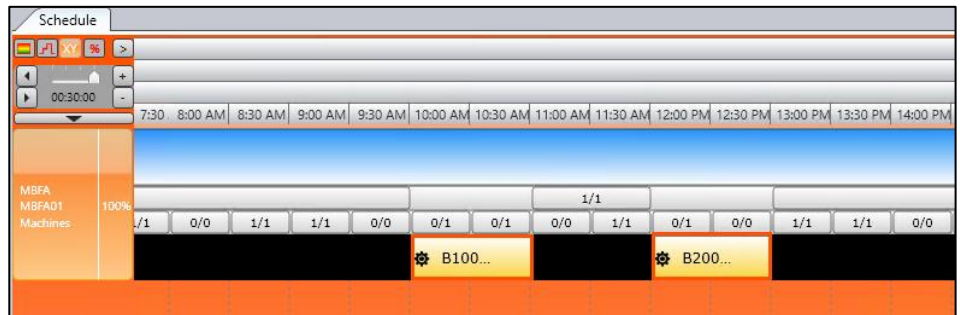 Schedule
XY % >
+
00:30:00 -
7:30 8:00 AM 8:30 AM 9:00 AM 9:30 AM 10:00 AM 10:30 AM 11:00 AM 11:30 AM 12:00 PM 12:30 PM 13:00 PM 13:30 PM 14:00 PM
MBFA
MBFA01 100% 1/1
Machines /1 0/0 1/1 1/1 0/0 0/1 0/1 0/0 1/1 0/1 0/0 1/1 1/1 0/0
B100... B200...